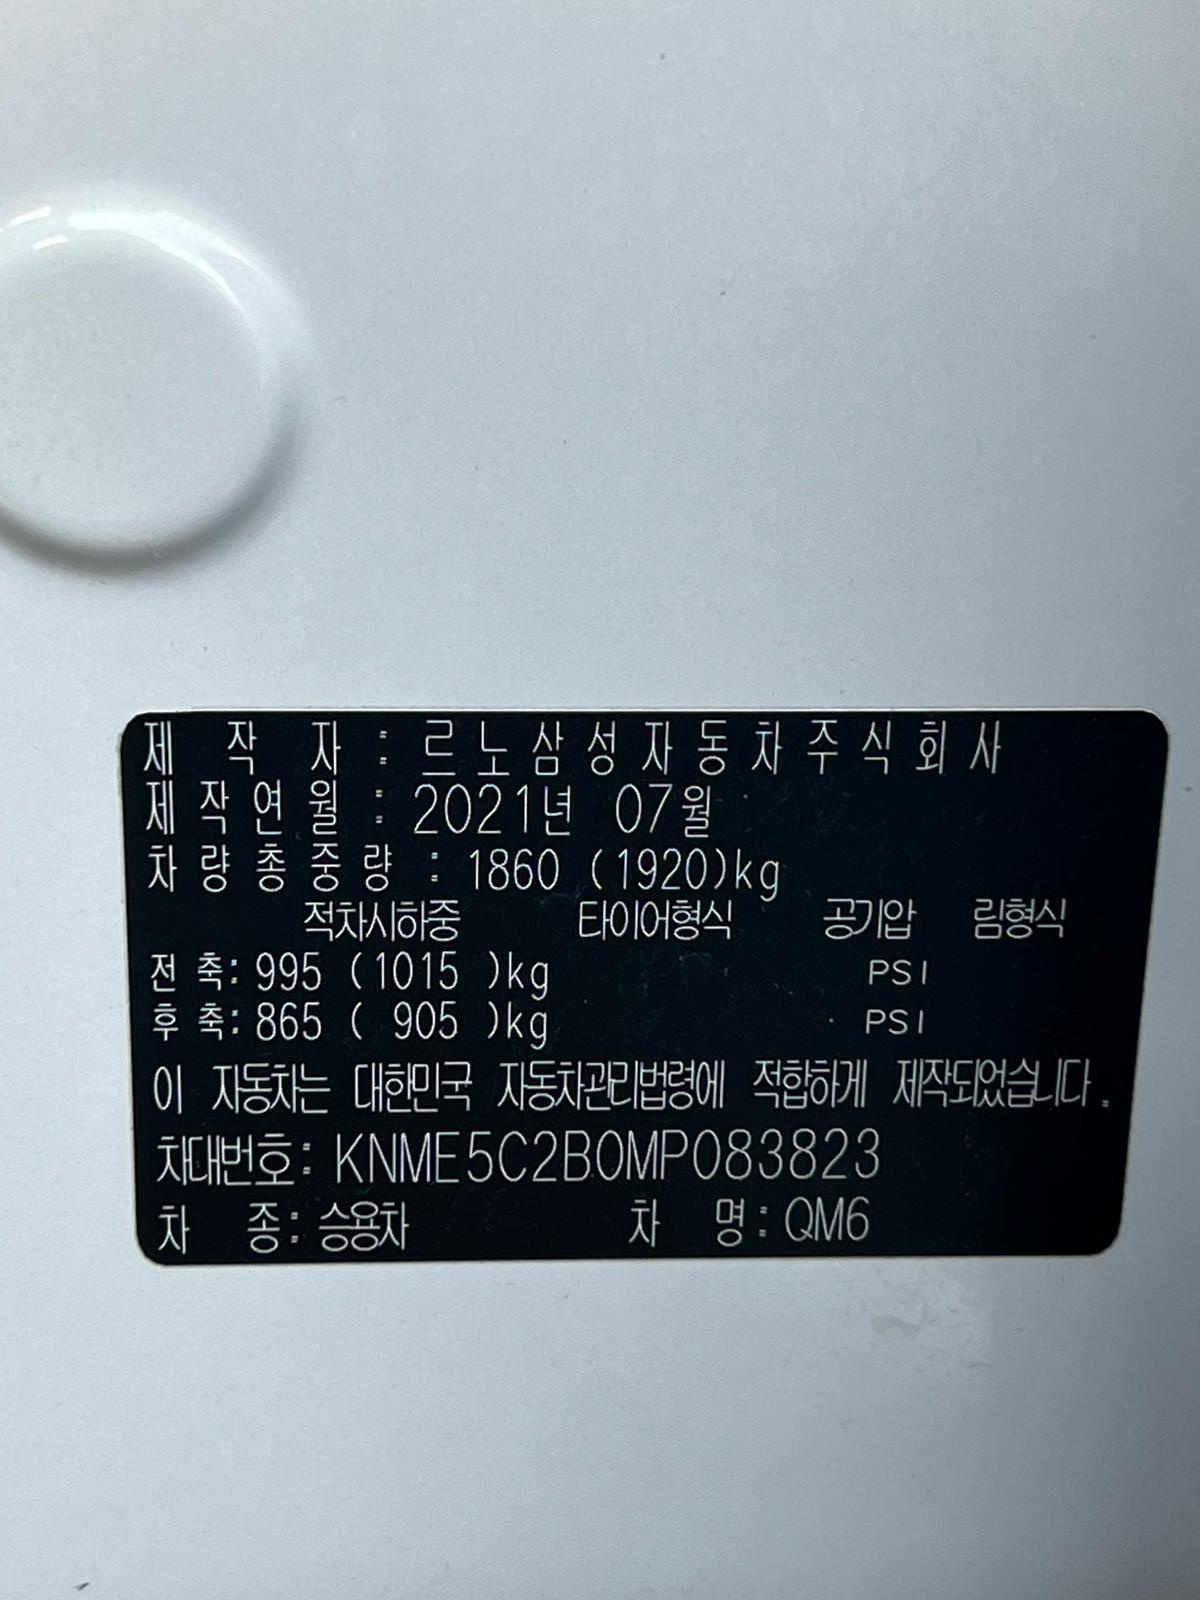 제 작 자 : 르노삼성자동차주식회사
제작연월 : 2021년 07월
차량총중량 : 1860 (1920)kg
적차시하중 타이어형식 공기압 림형식
전 축: 995 (1015 )kg PSI
후 축: 865 ( 905 )kg PSI
이 자동차는 대한민국 자동차관리법령에 적합하게 제작되었습니다.
차대번호: KNME5C2B0MP083823
차 종: 승용차 차 명: QM6